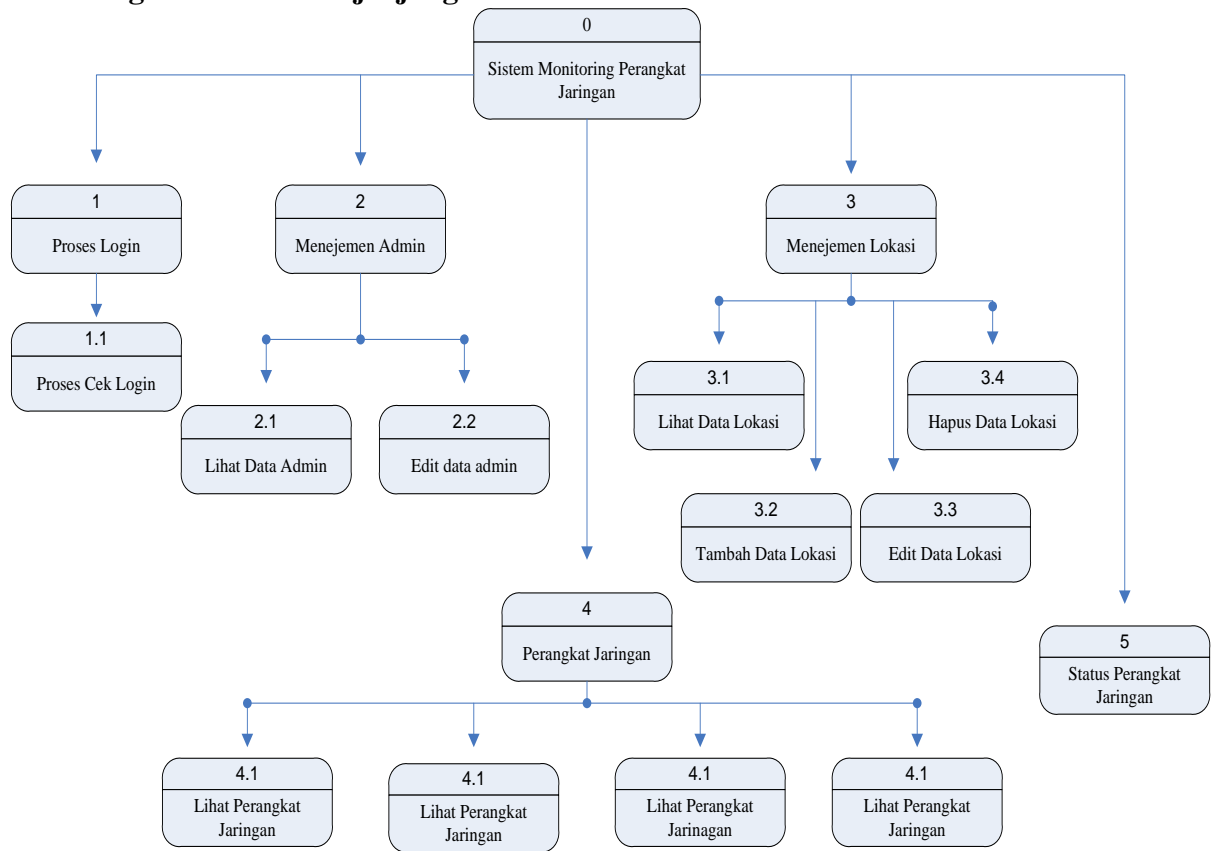 0
Sistem Monitoring Perangkat
Jaringan
1
Proses Login
2
Menejemen Admin
3
Menejemen Lokasi
1.1
Proses Cek Login
2.1
Lihat Data Admin
2.2
Edit data admin
3.1
Lihat Data Lokasi
3.4
Hapus Data Lokasi
3.2
Tambah Data Lokasi
3.3
Edit Data Lokasi
4
Perangkat Jaringan
5
Status Perangkat
Jaringan
4.1
Lihat Perangkat
Jaringan
4.1
Lihat Perangkat
Jaringan
4.1
Lihat Perangkat
Jarinagan
4.1
Lihat Perangkat
Jaringan